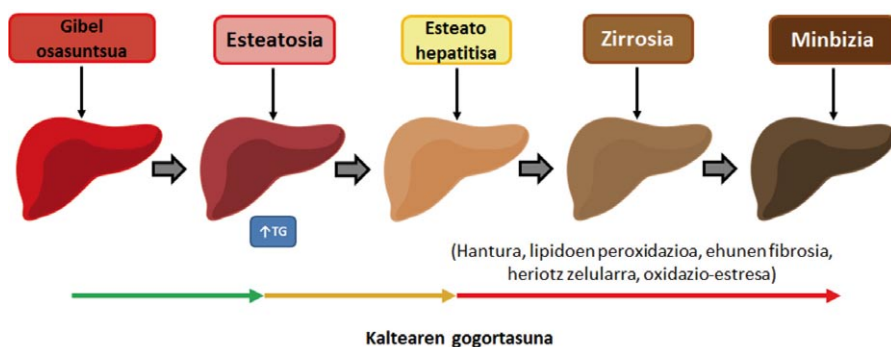 Gibel
osasuntsua
Esteatosia
Esteato
hepatitisa
Zirrosia
Minbizia
↑TG
(Hantura, lipidoen peroxidazioa, ehunen fibrosia,
heriotz zelularra, oxidazio-estresa)
Kaltearen gogortasuna